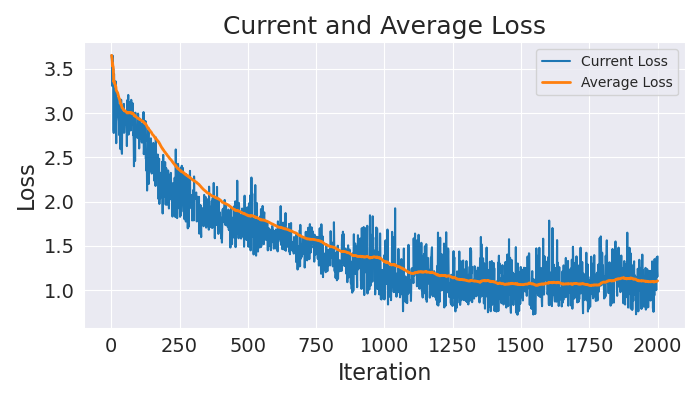 Current and Average Loss
Current Loss
Average Loss
Loss
3.5
3.0
2.5
2.0
1.5
1.0
0 250 500 750 1000 1250 1500 1750 2000
Iteration